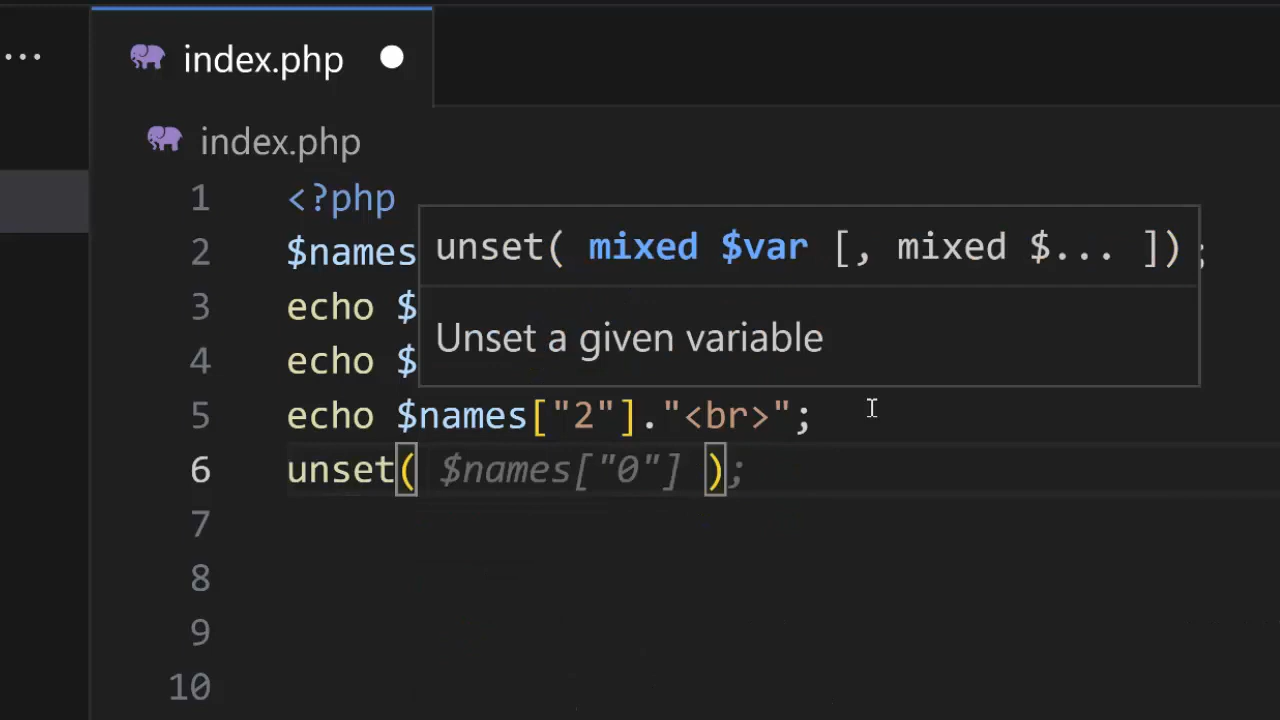 ...
index.php
index.php
1 <?php
2 $names
unset( mixed $var [, mixed $... ]) ;
3 echo $
Unset a given variable
4 echo $
5 echo $names["2"]."<br>";
6 unset( $names["0"] );
7
8
9
10